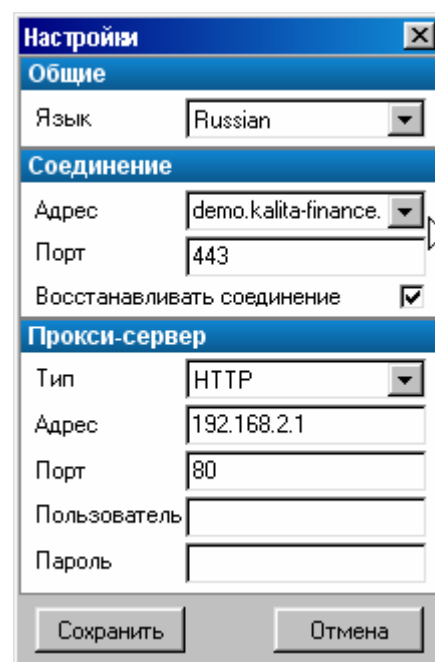 Настройки
Общие
Язык Russian
Соединение
Адрес demo.kalita-finance.
Порт 443
Восстанавливать соединение
Прокси-сервер
Тип HTTP
Адрес 192.168.2.1
Порт 80
Пользователь
Пароль
Сохранить Отмена